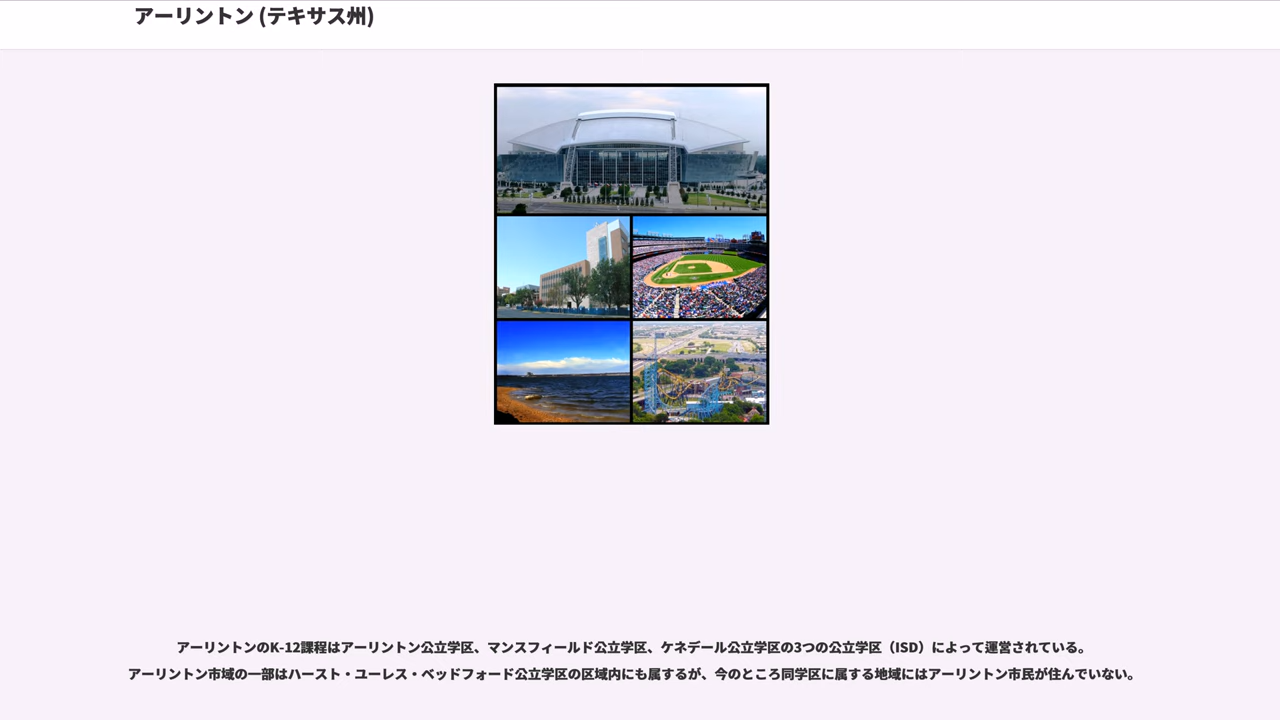 アーリントン (テキサス州)
アーリントンのK-12課程はアーリントン公立学区、マンスフィールド公立学区、ケネデール公立学区の3つの公立学区（ISD）によって運営されている。
アーリントン市域の一部はハースト・ユーレス・ベッドフォード公立学区の区域内にも属するが、今のところ同学区に属する地域にはアーリントン市民が住んでいない。